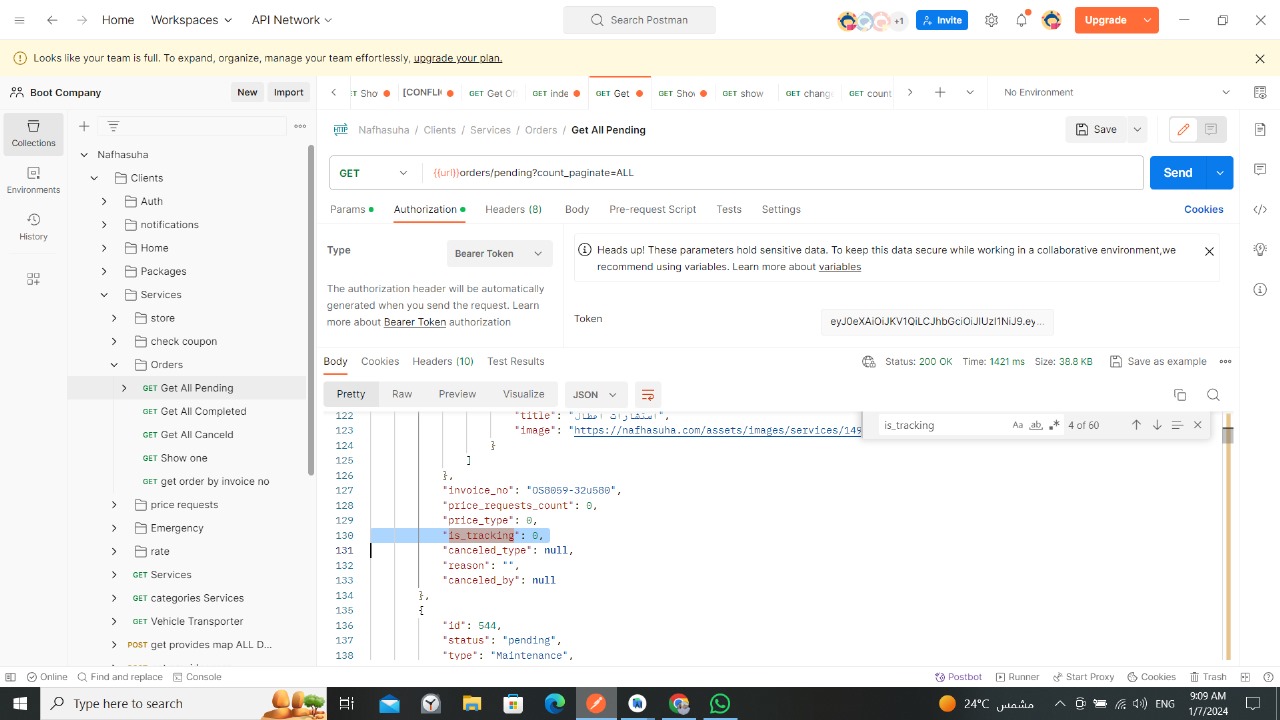 Home Workspaces API Network Search Postman +1 Invite Upgrade
Looks like your team is full. To expand, organize, manage your team effortlessly, upgrade your plan.
Boot Company New Import
Sho [CONFLI GET Get O GET inde GET Get GET Sho GET show GET chang GET count No Environment
Collections
Environments
History
Nafhasuha
Clients
Auth
notifications
Home
Packages
Services
store
check coupon
Orders
GET Get All Pending
GET Get All Completed
GET Get All Canceld
GET Show one
GET get order by invoice no
price requests
Emergency
rate
GET Services
GET categories Services
GET Vehicle Transporter
POST get provides map ALL D...
HTTP Nafhasuha / Clients / Services / Orders / Get All Pending Save
GET {{url}}orders/pending?count_paginate=ALL Send
Params Authorization Headers (8) Body Pre-request Script Tests Settings Cookies
Type Bearer Token
The authorization header will be automatically
generated when you send the request. Learn
more about Bearer Token authorization
Heads up! These parameters hold sensitive data. To keep this data secure while working in a collaborative environment,we
recommend using variables. Learn more about variables
Token eyJ0eXAiOiJKV1QiLCJhbGciOiJIUzI1NiJ9.ey...
Body Cookies Headers (10) Test Results Status: 200 OK Time: 1421 ms Size: 38.8 KB Save as example
Pretty Raw Preview Visualize JSON
is_tracking Aa ab 4 of 60
122 "title": "استشارات اعطال",
123 "image": "https://nafhasuha.com/assets/images/services/149
124 }
125 ]
126 },
127 "invoice_no": "OS8059-32u580",
128 "price_requests_count": 0,
129 "price_type": 0,
130 "is_tracking": 0,
131 "canceled_type": null,
132 "reason": "",
133 "canceled_by": null
134 },
135 {
136 "id": 544,
137 "status": "pending",
138 "type": "Maintenance",
Online Find and replace Console Postbot Runner Start Proxy Cookies Trash
Type here to search 24°C مشمس ENG 9:09 AM
1/7/2024